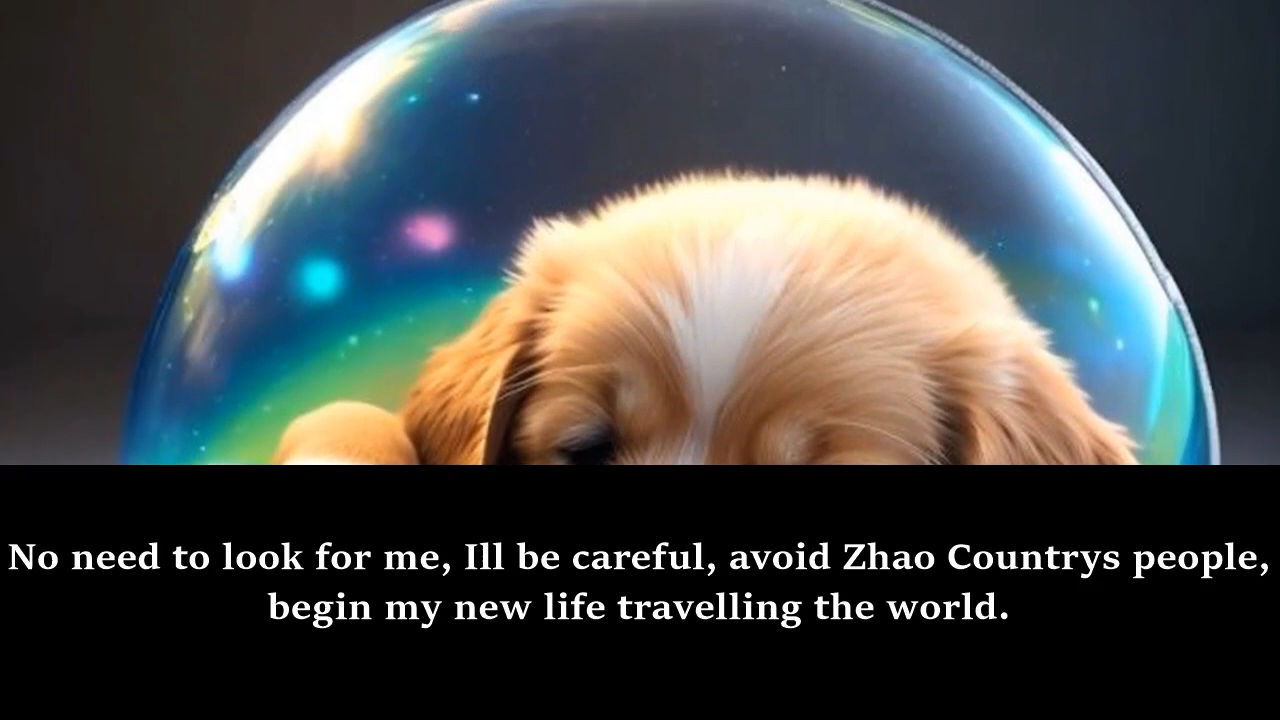 No need to look for me, Ill be careful, avoid Zhao Countrys people,
begin my new life travelling the world.